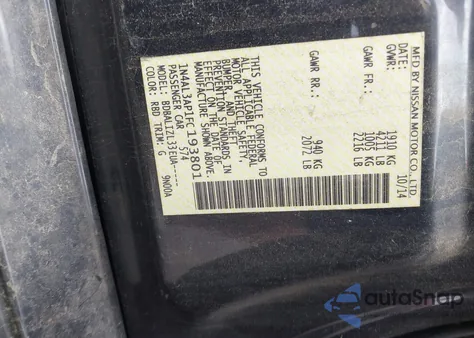 MFD BY NISSAN MOTOR CO., LTD.
DATE: 10/14
GVWR: 1910 KG
4211 LB
GAWR FR.: 1005 KG
2216 LB
GAWR RR.: 940 KG
2072 LB
THIS VEHICLE CONFORMS TO
ALL APPLICABLE FEDERAL
MOTOR VEHICLE SAFETY,
BUMPER, AND THEFT
PREVENTION STANDARDS IN
EFFECT ON THE DATE OF
MANUFACTURE SHOWN ABOVE.
1N4AL3AP1FC193801
PASSENGER CAR 574
MODEL: BDBALIZL33EUA-----
COLOR: RBD TRIM: G 9N00A
autoSnap